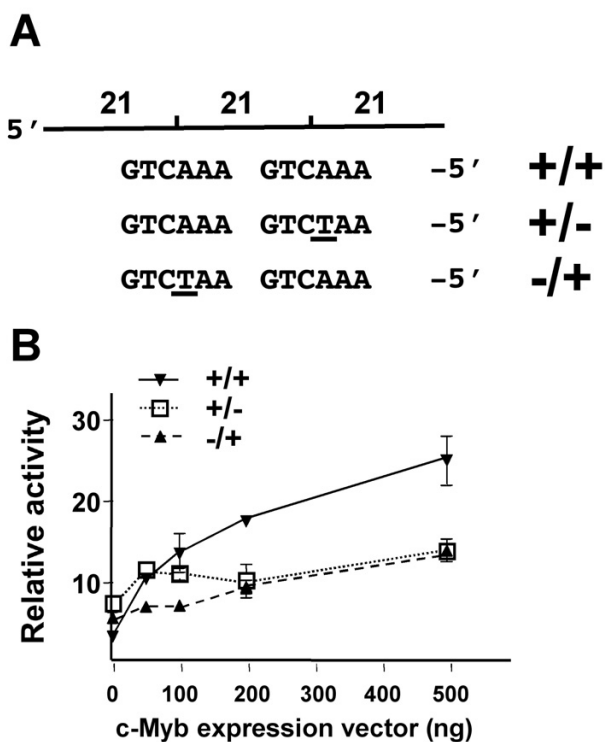 A
21 21 21
5′
GTCAAA GTCAAA –5′ +/+
GTCAAA GTCTAA –5′ +/-
GTCTAA GTCAAA –5′ -/+
B
+/+
+/-
-/+
Relative activity
30
20
10
0 100 200 300 400 500
c-Myb expression vector (ng)